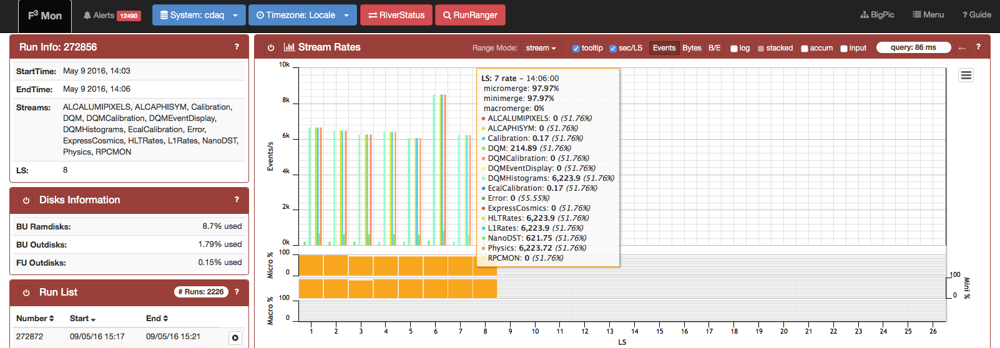 F³ Mon
Alerts 12490
System: cdaq
Timezone: Locale
RiverStatus
RunRanger
BigPic
Menu
? Guide
Run Info: 272856 ?
StartTime: May 9 2016, 14:03
EndTime: May 9 2016, 14:06
Streams: ALCALUMIPIXELS, ALCAPHISYM, Calibration,
DQM, DQMCalibration, DQMEventDisplay,
DQMHistograms, EcalCalibration, Error,
ExpressCosmics, HLTRates, L1Rates, NanoDST,
Physics, RPCMON
LS: 8
Disks Information ?
BU Ramdisks: 8.7% used
BU Outdisks: 1.79% used
FU Outdisks: 0.15% used
Run List # Runs: 2226 ?
Number Start End
272872 09/05/16 15:17 09/05/16 15:21
Stream Rates Range Mode: stream tooltip sec/LS Events Bytes B/E log stacked accum input query: 86 ms ← ?
10k
8k
6k
4k
2k
0k
Events/s
LS: 7 rate - 14:06:00
micromerge: 97.97%
minimerge: 97.97%
macromerge: 0%
ALCALUMIPIXELS: 0 (51.76%)
ALCAPHISYM: 0 (51.76%)
Calibration: 0.17 (51.76%)
DQM: 214.89 (51.76%)
DQMCalibration: 0 (51.76%)
DQMEventDisplay: 0 (51.76%)
DQMHistograms: 6,223.9 (51.76%)
EcalCalibration: 0.17 (51.76%)
Error: 0 (55.55%)
ExpressCosmics: 0 (51.76%)
HLTRates: 6,223.9 (51.76%)
L1Rates: 6,223.9 (51.76%)
NanoDST: 621.75 (51.76%)
Physics: 6,223.72 (51.76%)
RPCMON: 0 (51.76%)
Micro %
100
0
Mini %
100
0
Macro %
100
0
1 2 3 4 5 6 7 8 9 10 11 12 13 14 15 16 17 18 19 20 21 22 23 24 25 26
LS